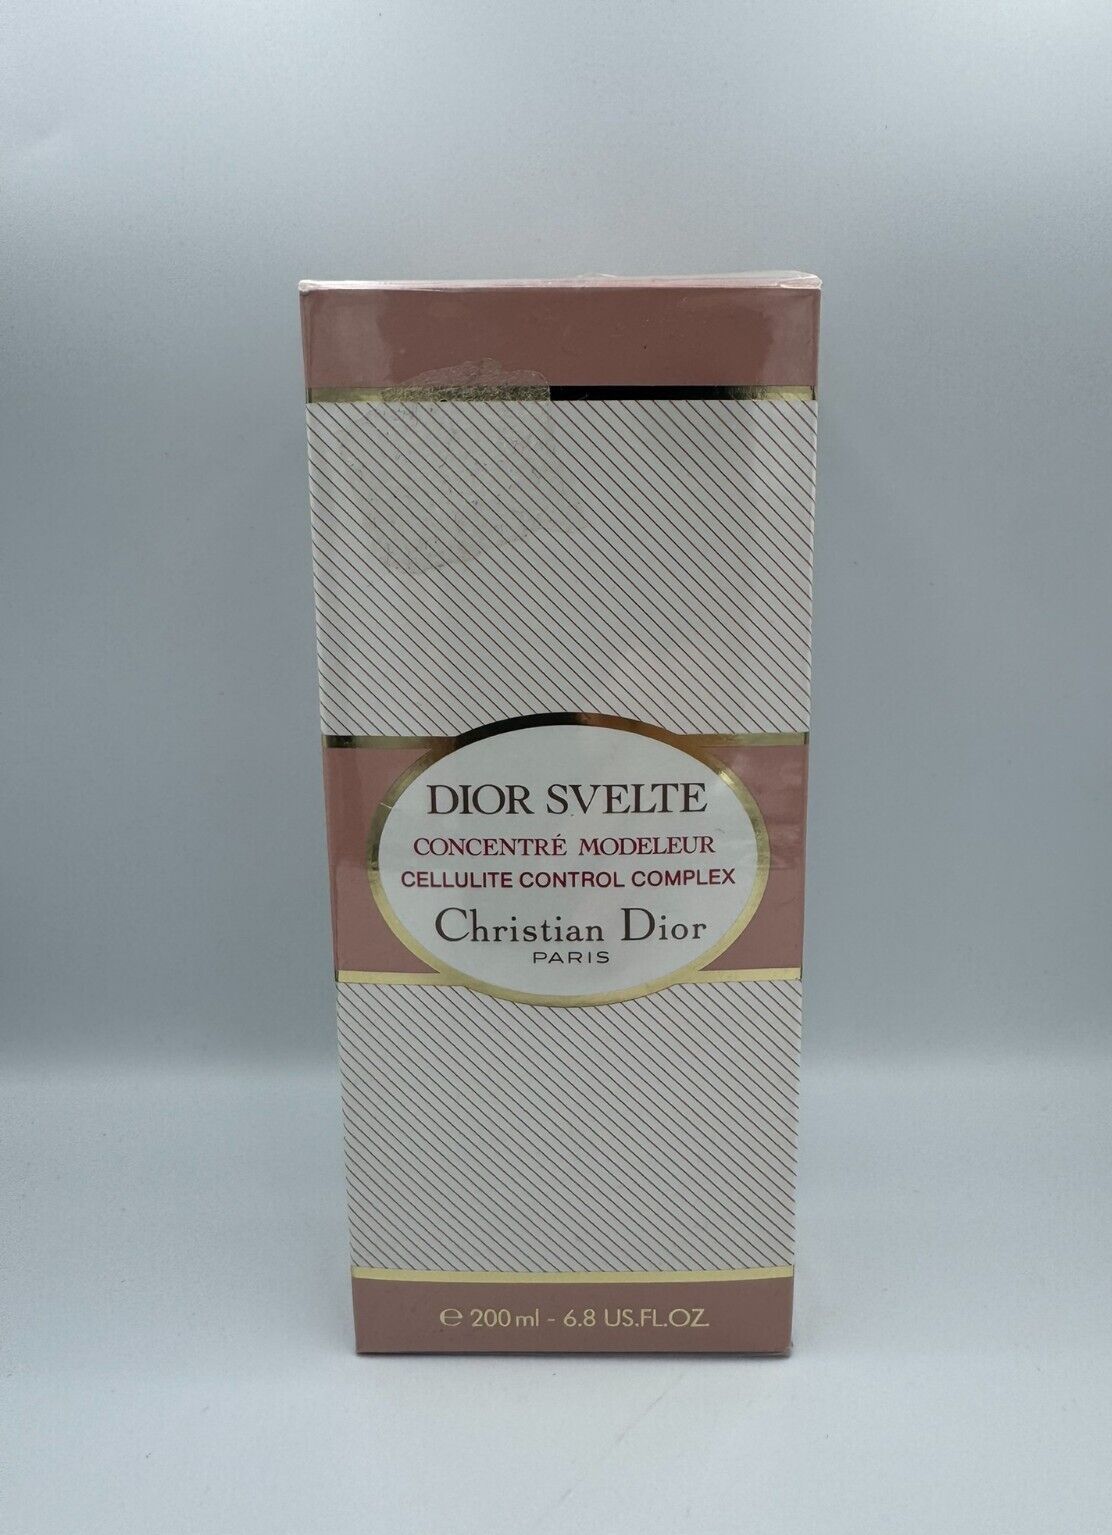 DIOR SVELTE
CONCENTRÉ MODELEUR
CELLULITE CONTROL COMPLEX
Christian Dior
PARIS
℮ 200 ml - 6.8 US.FL.OZ.